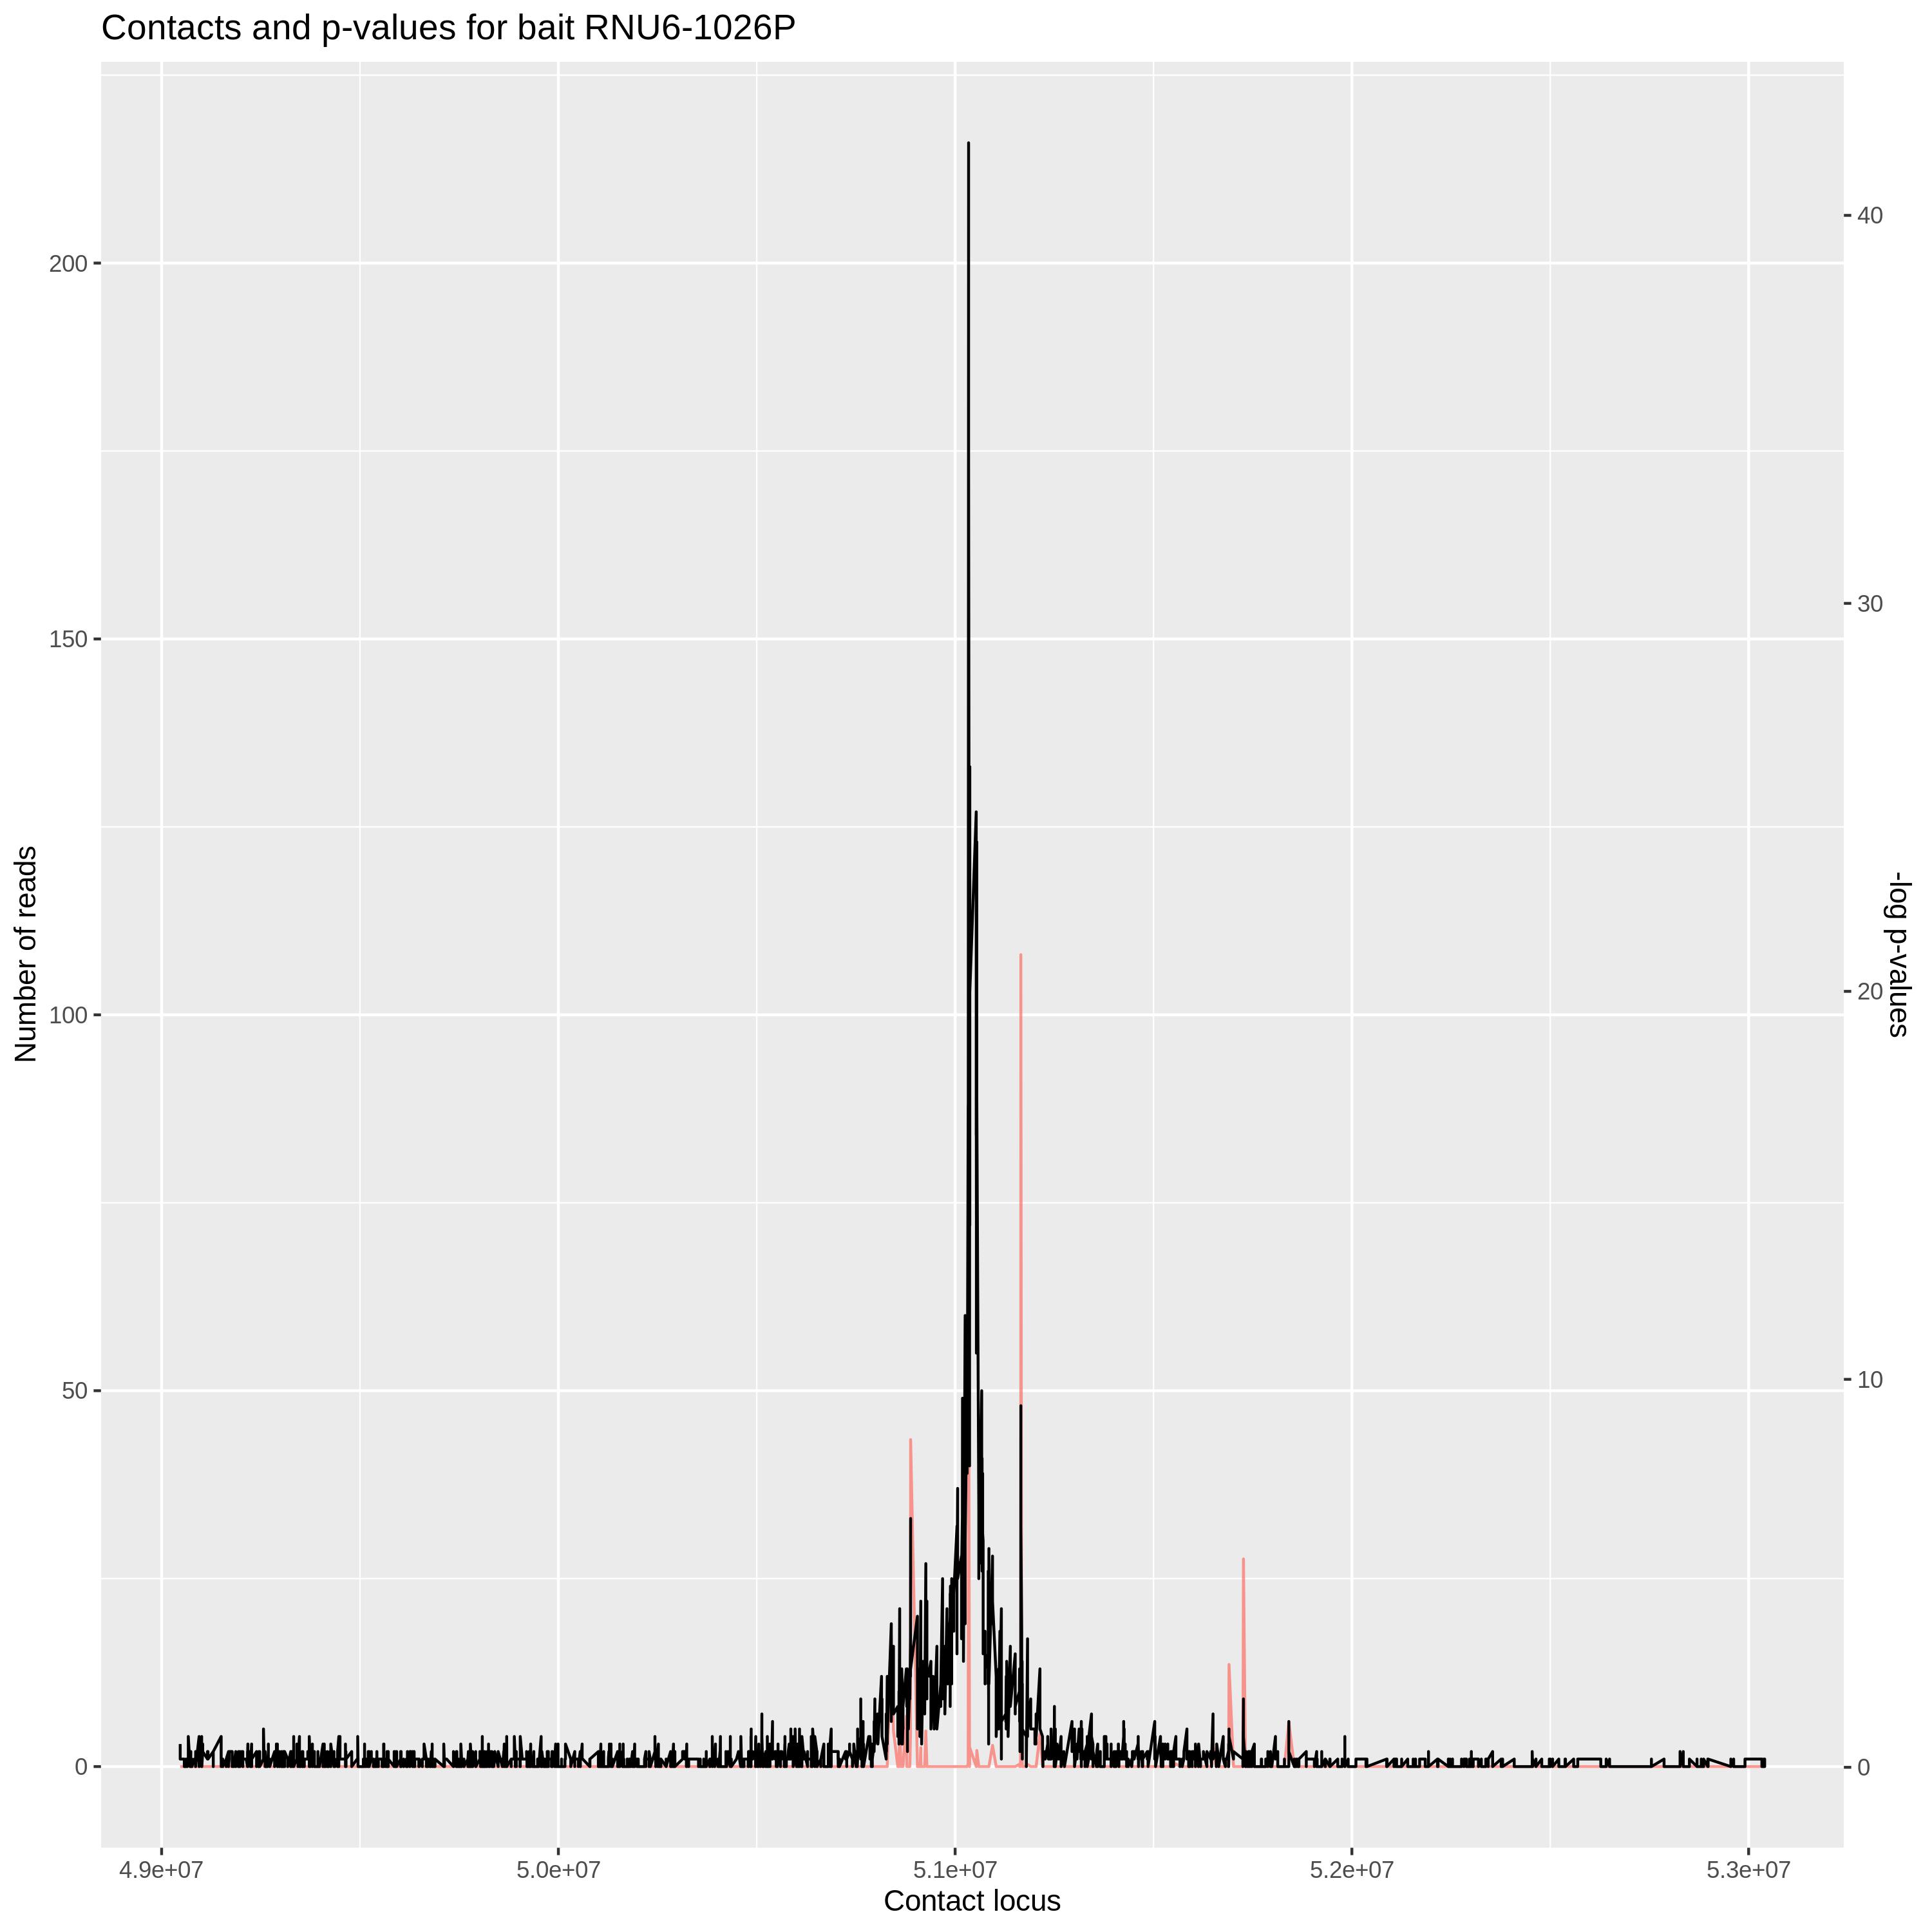 Contacts and p-values for bait RNU6-1026P
Number of reads
200
150
100
50
0
-log p-values
40
30
20
10
0
4.9e+07
5.0e+07
5.1e+07
5.2e+07
5.3e+07
Contact locus